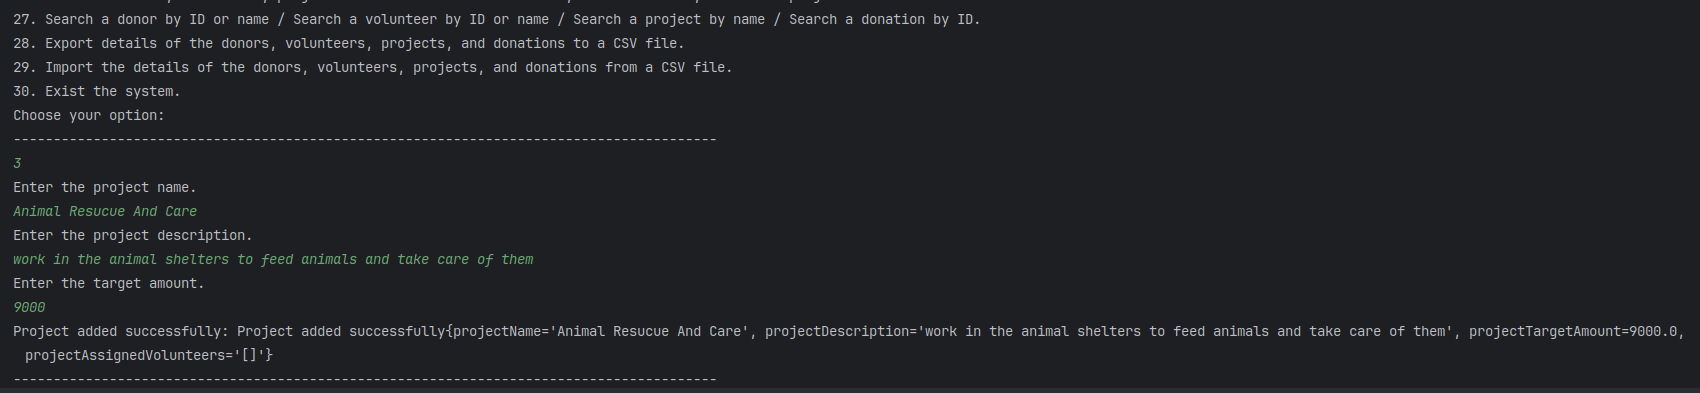 27. Search a donor by ID or name / Search a volunteer by ID or name / Search a project by name / Search a donation by ID.
28. Export details of the donors, volunteers, projects, and donations to a CSV file.
29. Import the details of the donors, volunteers, projects, and donations from a CSV file.
30. Exist the system.
Choose your option:
----------------------------------------------------------------------------------------
3
Enter the project name.
Animal Resucue And Care
Enter the project description.
work in the animal shelters to feed animals and take care of them
Enter the target amount.
9000
Project added successfully: Project added successfully{projectName='Animal Resucue And Care', projectDescription='work in the animal shelters to feed animals and take care of them', projectTargetAmount=9000.0,
projectAssignedVolunteers='[]'}
----------------------------------------------------------------------------------------